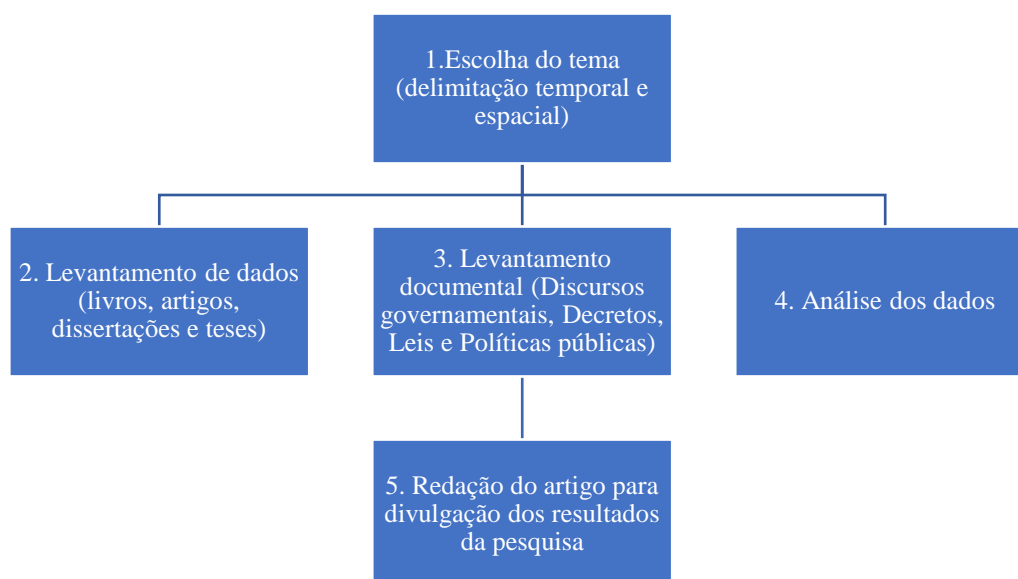 1.Escolha do tema
(delimitação temporal e
espacial)
2. Levantamento de dados
(livros, artigos,
dissertações e teses)
3. Levantamento
documental (Discursos
governamentais, Decretos,
Leis e Políticas públicas)
4. Análise dos dados
5. Redação do artigo para
divulgação dos resultados
da pesquisa